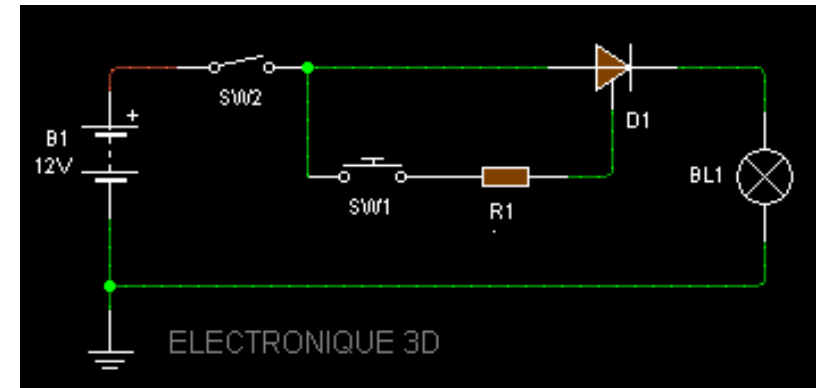 SW2
+
B1
12V
D1
SW1
R1
BL1
ELECTRONIQUE 3D